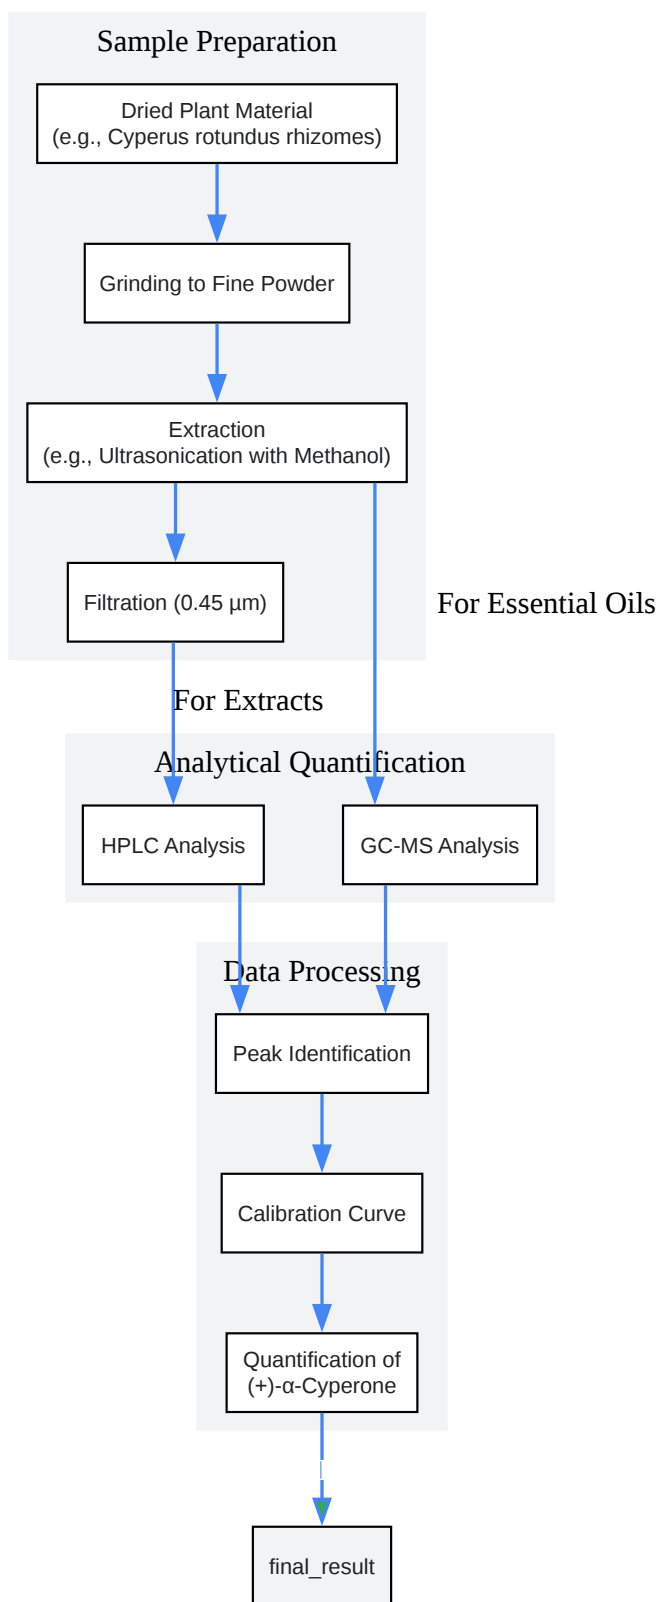 Sample Preparation
Dried Plant Material
(e.g., Cyperus rotundus rhizomes)
Grinding to Fine Powder
Extraction
(e.g., Ultrasonication with Methanol)
Filtration (0.45 µm)
For Essential Oils
For Extracts
Analytical Quantification
HPLC Analysis
GC-MS Analysis
Data Processing
Peak Identification
Calibration Curve
Quantification of
(+)-α-Cyperone
final_result